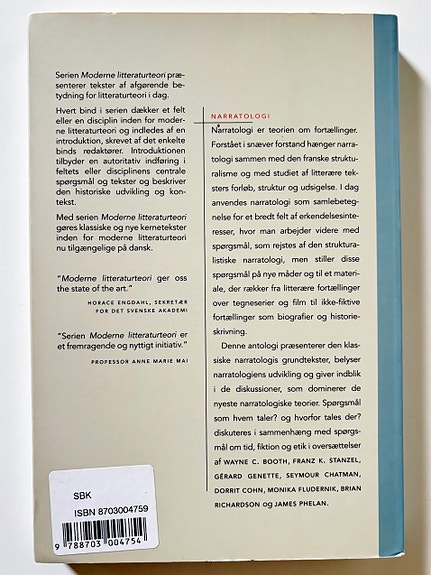 Serien Moderne litteraturteori præ-
senterer tekster af afgørende be-
tydning for litteraturteori i dag.
Hvert bind i serien dækker et felt
eller en disciplin inden for moder-
ne litteraturteori og indledes af en
introduktion, skrevet af det enkelte
binds redaktører. Introduktionen
tilbyder en autoritativ indføring i
feltets eller disciplinens centrale
spørgsmål og tekster og beskriver
den historiske udvikling og kon-
tekst.
Med serien Moderne litteraturteori
gøres klassiske og nye kernetekster
inden for moderne litteraturteori
nu tilgængelige på dansk.
"Moderne litteraturteori ger oss
the state of the art."
HORACE ENGDAHL, SEKRETÆR
FOR DET SVENSKE AKADEMI
"Serien Moderne litteraturteori er
et fremragende og nyttigt initiativ."
PROFESSOR ANNE MARIE MAI
NARRATOLOGI
Narratologi er teorien om fortællinger.
Forstået i snæver forstand hænger narra-
tologi sammen med den franske struktu-
ralisme og med studiet af litterære tek-
sters forløb, struktur og udsigelse. I dag
anvendes narratologi som samlebeteg-
nelse for et bredt felt af erkendelsesinte-
resser, hvor man arbejder videre med
spørgsmål, som rejstes af den struktura-
listiske narratologi, men stiller disse
spørgsmål på nye måder og til et materi-
ale, der rækker fra litterære fortællinger
over tegneserier og film til ikke-fiktive
fortællinger som biografier og historie-
skrivning.
Denne antologi præsenterer den klas-
siske narratologis grundtekster, belyser
narratologiens udvikling og giver indblik
i de diskussioner, som dominerer de
nyeste narratologiske teorier. Spørgsmål
som hvem taler? og hvorfor tales der?
diskuteres i sammenhæng med spørgs-
mål om tid, fiktion og etik i oversættelser
af WAYNE C. BOOTH, FRANZ K. STANZEL,
GÉRARD GENETTE, SEYMOUR CHATMAN,
DORRIT COHN, MONIKA FLUDERNIK, BRIAN
RICHARDSON og JAMES PHELAN.
SBK
ISBN 8703004759
9 788703 004754